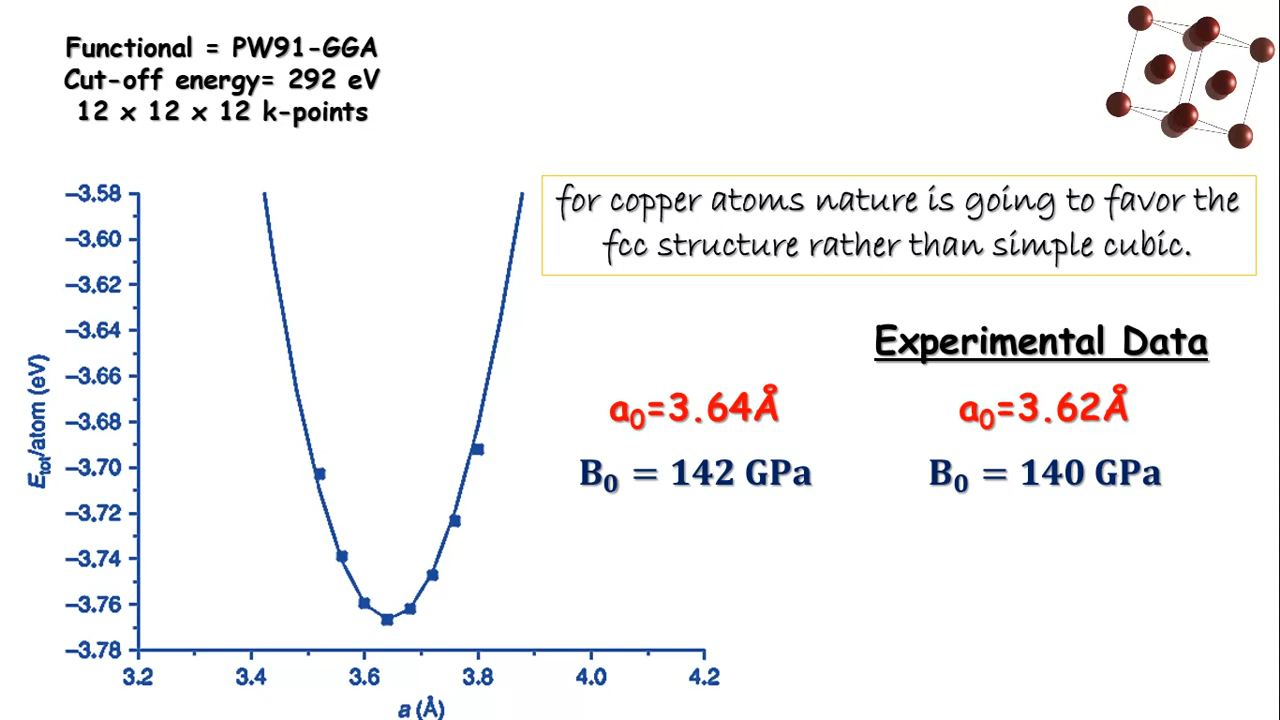 Functional = PW91-GGA
Cut-off energy= 292 eV
12 x 12 x 12 k-points
for copper atoms nature is going to favor the
fcc structure rather than simple cubic.
Experimental Data
a₀=3.64Å
a₀=3.62Å
B₀ = 142 GPa
B₀ = 140 GPa
–3.58
–3.60
–3.62
–3.64
–3.66
–3.68
–3.70
–3.72
–3.74
–3.76
–3.78
E_tot/atom (eV)
3.2 3.4 3.6 3.8 4.0 4.2
a (Å)